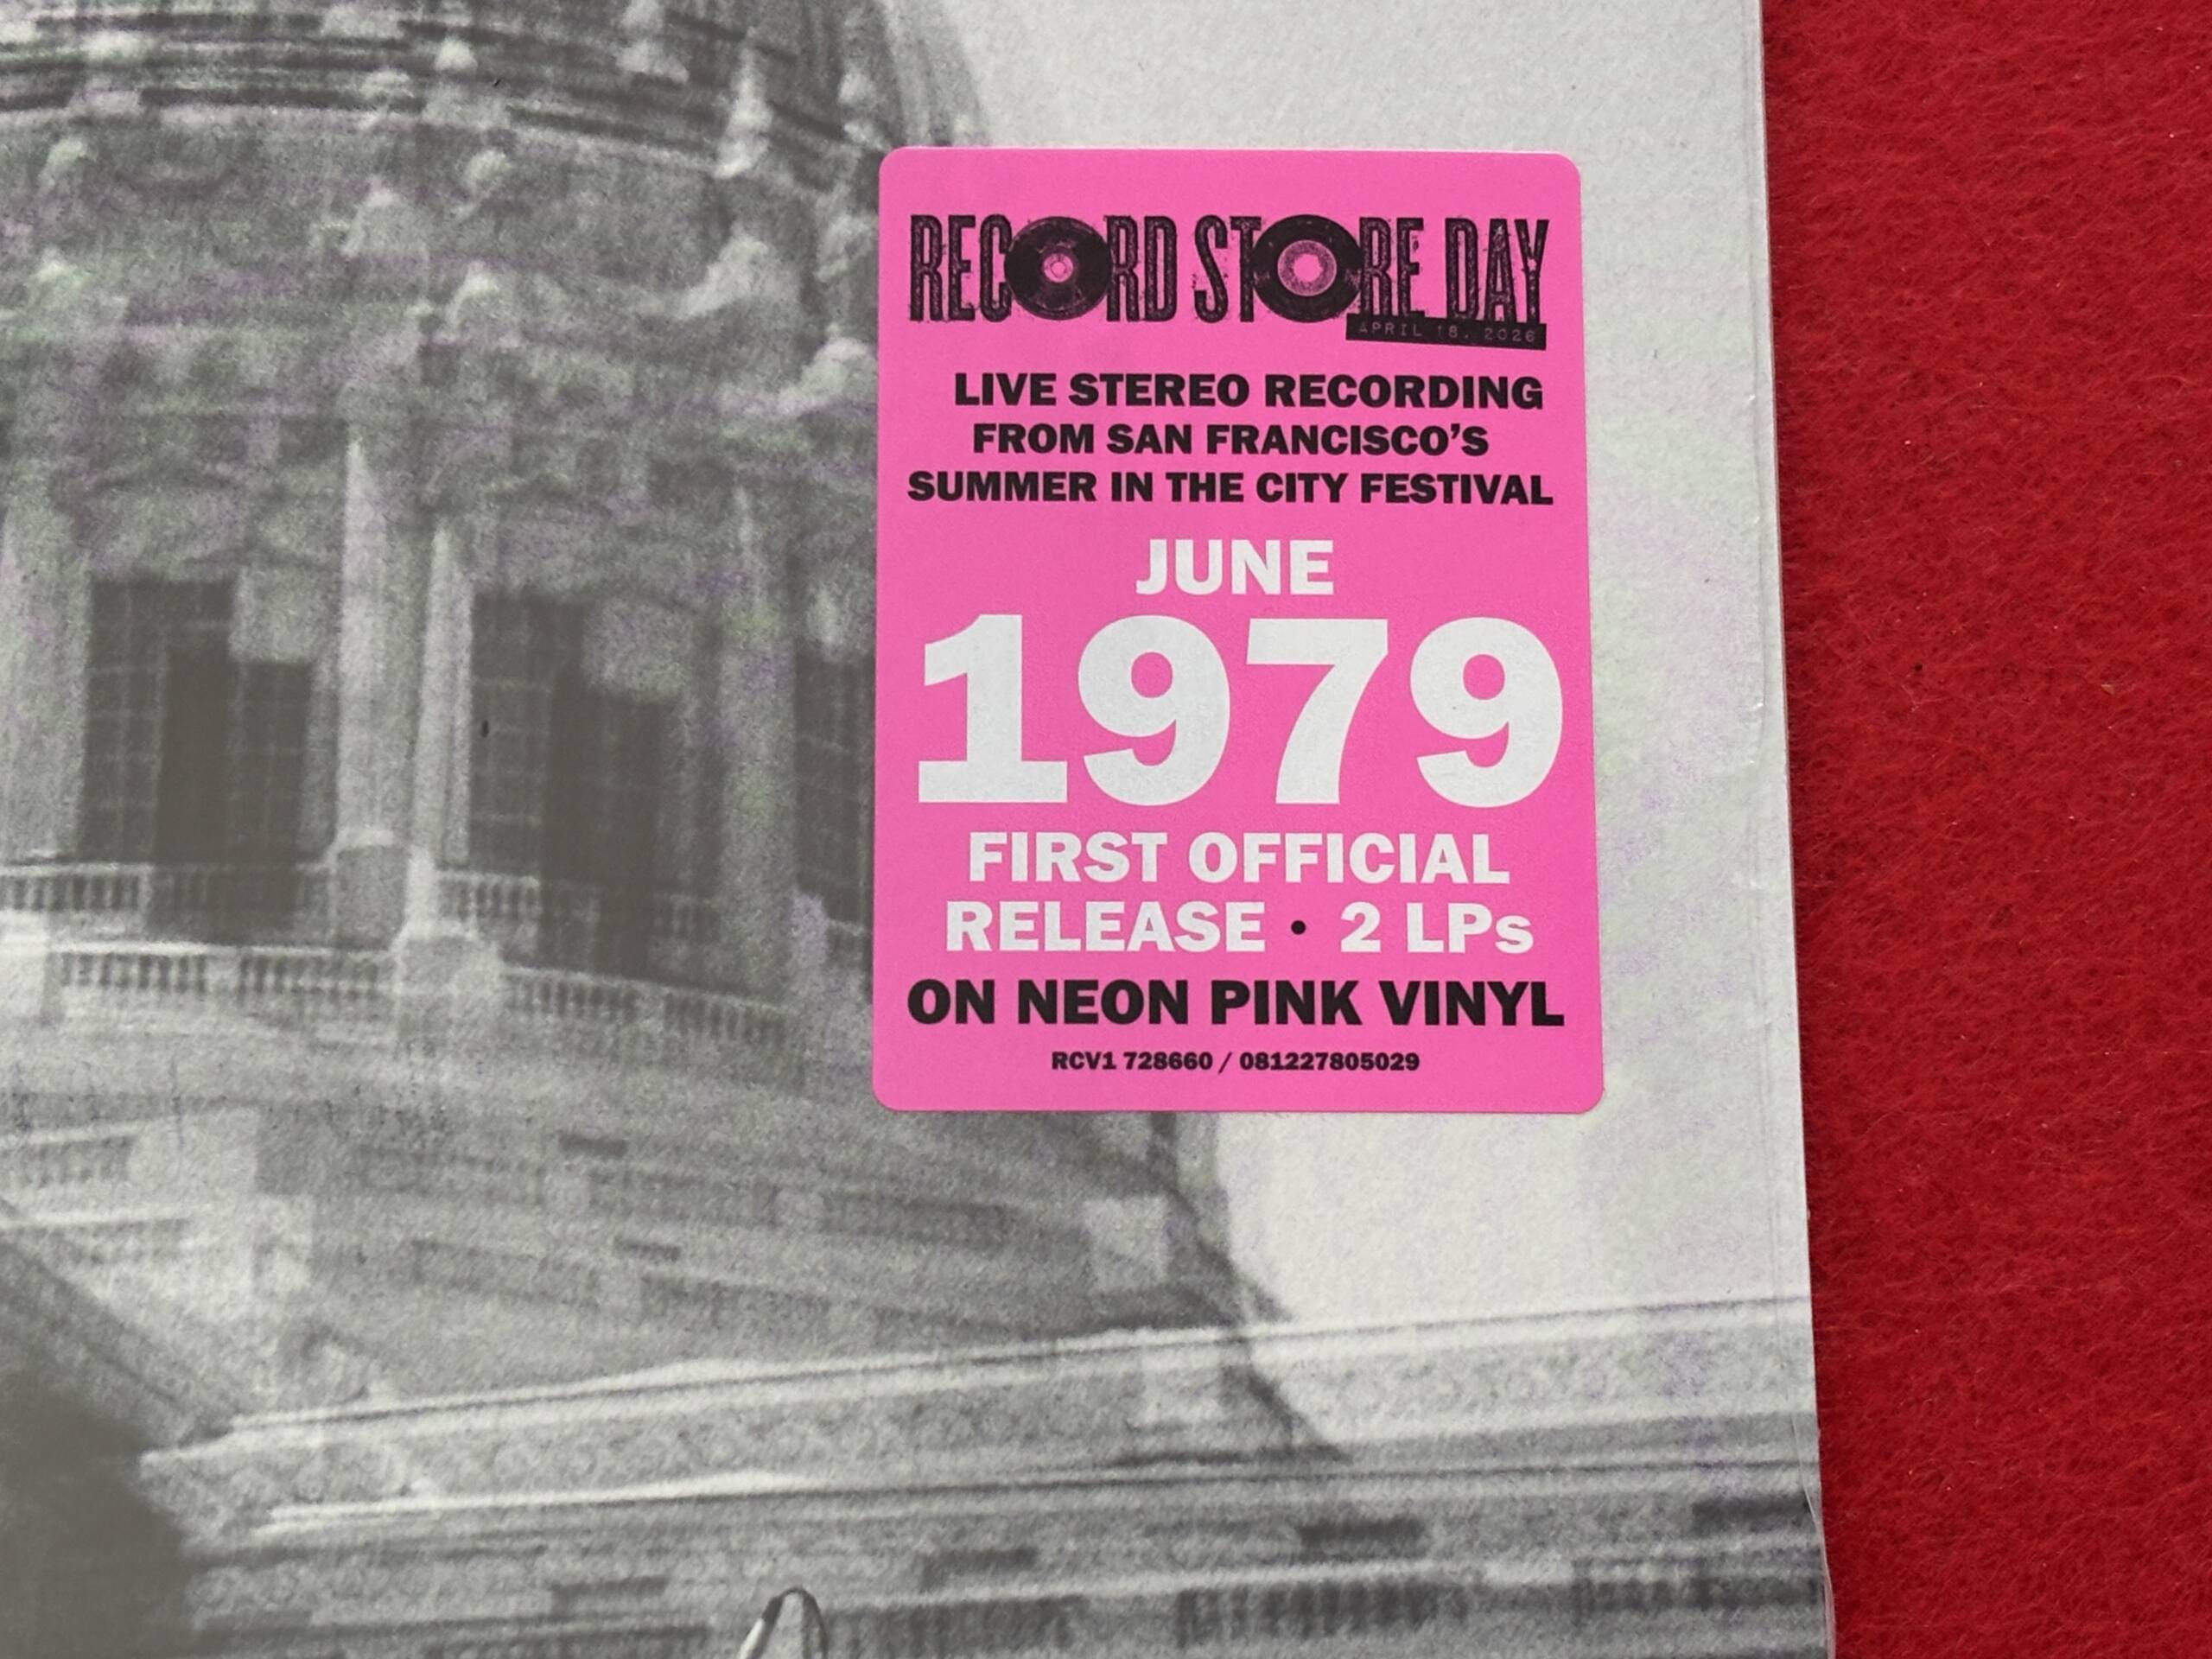 RECORD STORE DAY
APRIL 18, 2026
LIVE STEREO RECORDING
FROM SAN FRANCISCO'S
SUMMER IN THE CITY FESTIVAL
JUNE
1979
FIRST OFFICIAL
RELEASE • 2 LPs
ON NEON PINK VINYL
RCV1 728660 / 081227805029